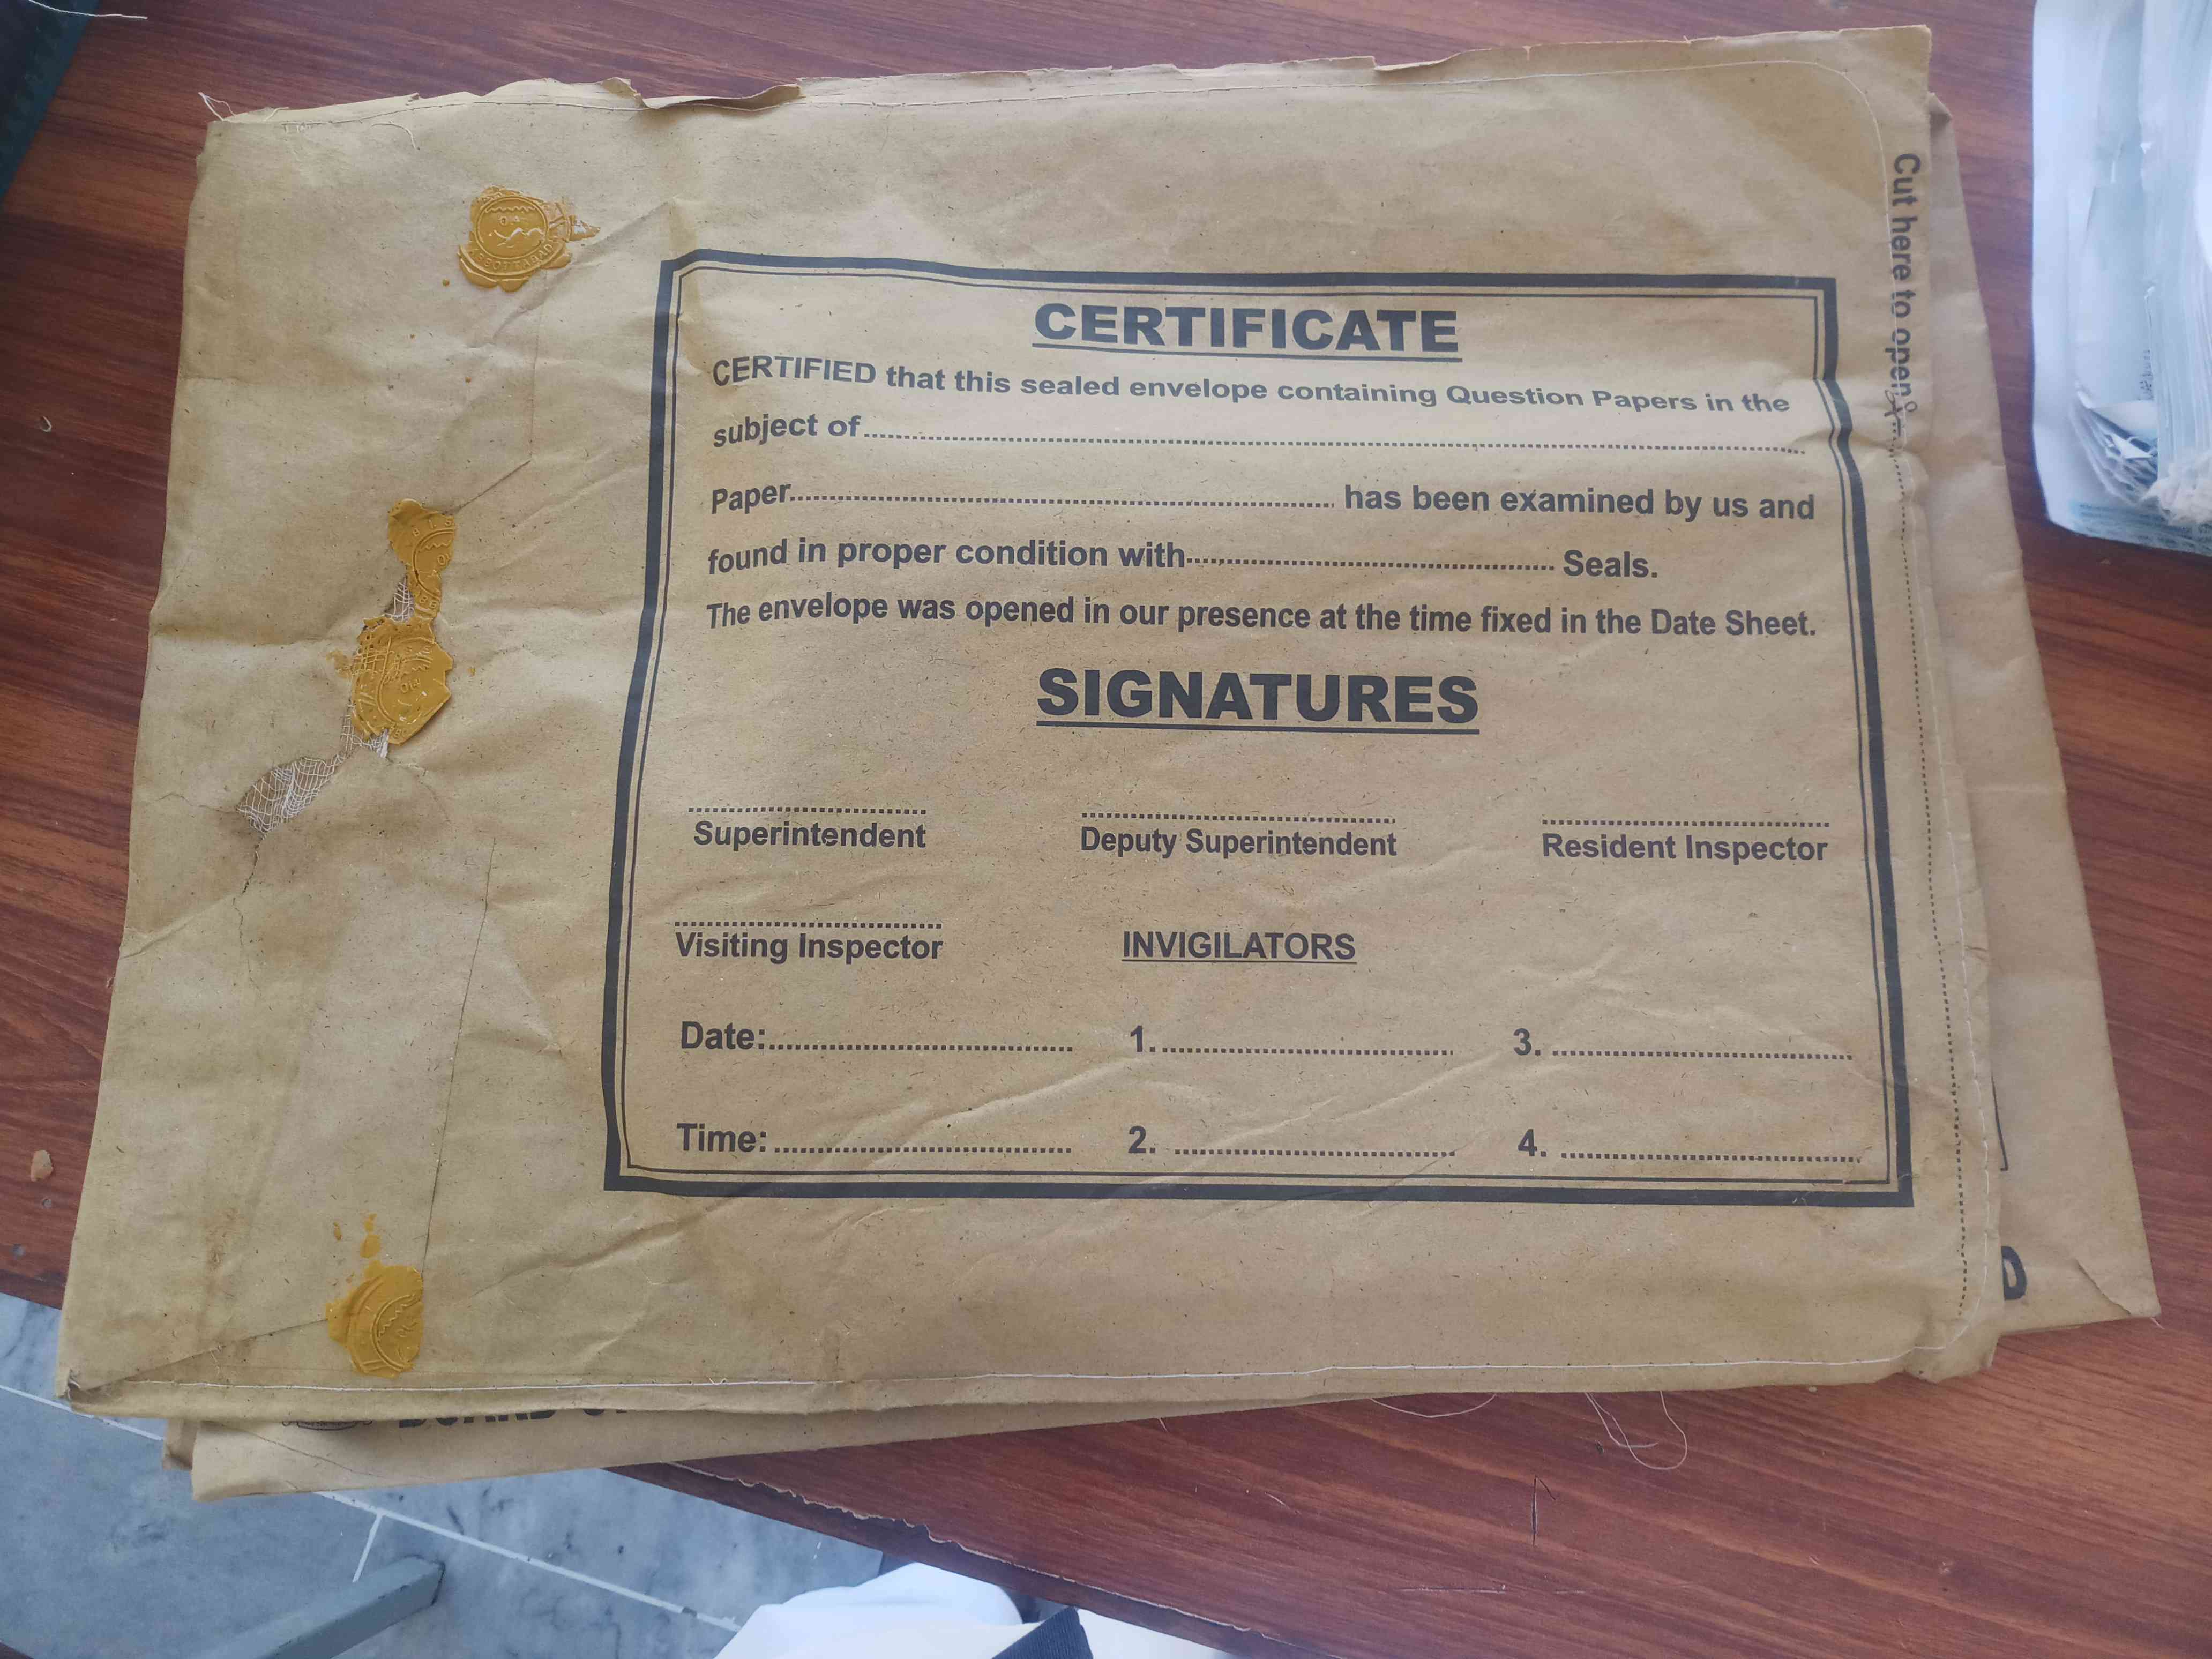 CERTIFICATE
CERTIFIED that this sealed envelope containing Question Papers in the
subject of
Paper has been examined by us and
found in proper condition with Seals.
The envelope was opened in our presence at the time fixed in the Date Sheet.
SIGNATURES
Superintendent Deputy Superintendent Resident Inspector
Visiting Inspector INVIGILATORS
Date: 1. 3.
Time: 2. 4.
Cut here to open
ABBOTTABAD
04
04